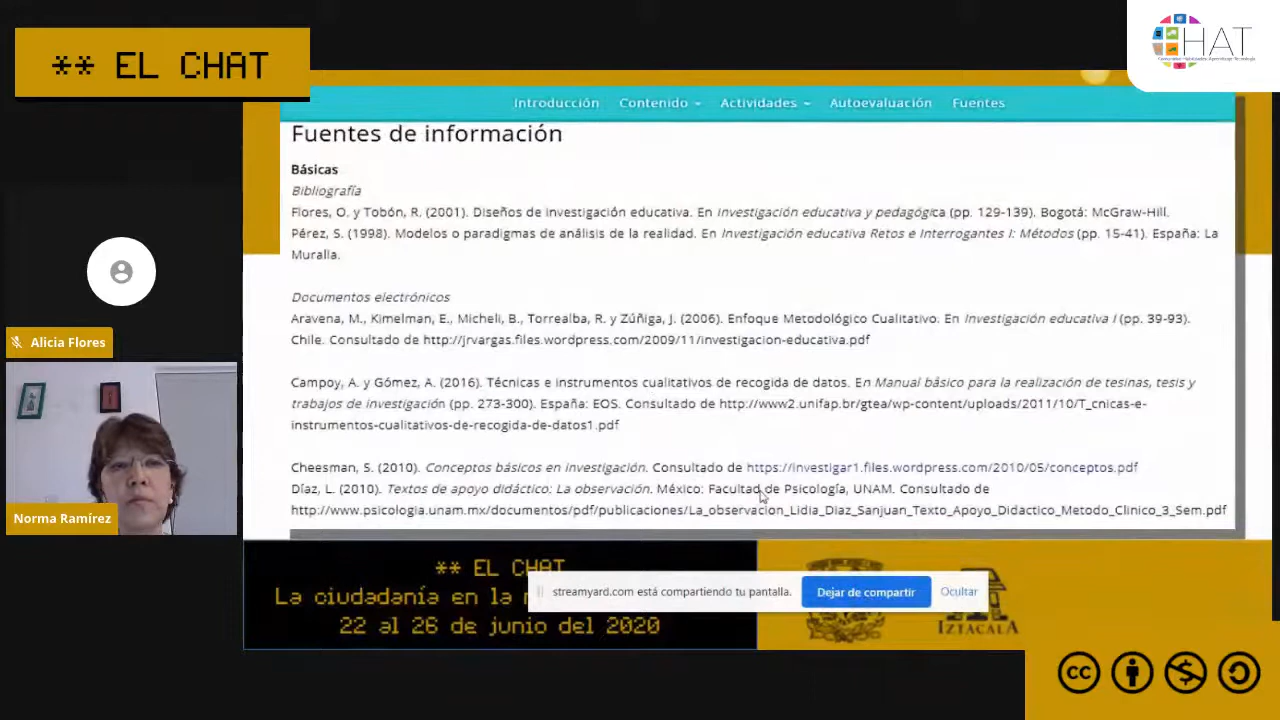 ** EL CHAT
HAT
Introducción Contenido Actividades Autoevaluación Fuentes
Fuentes de información
Básicas
Bibliografía
Flores, O. y Tobón, R. (2001). Diseños de investigación educativa. En Investigación educativa y pedagógica (pp. 129-139). Bogotá: McGraw-Hill.
Pérez, S. (1998). Modelos o paradigmas de análisis de la realidad. En Investigación educativa Retos e Interrogantes I: Métodos (pp. 15-41). España: La
Muralla.
Documentos electrónicos
Aravena, M., Kimelman, E., Micheli, B., Torrealba, R. y Zúñiga, J. (2006). Enfoque Metodológico Cualitativo: En Investigación educativa I (pp. 39-93).
Chile. Consultado de http://jrvargas.files.wordpress.com/2009/11/investigacion-educativa.pdf
Campoy, A. y Gómez, A. (2016). Técnicas e instrumentos cualitativos de recogida de datos. En Manual básico para la realización de tesinas, tesis y
trabajos de investigación (pp. 273-300). España: EOS. Consultado de http://www2.unifap.br/gtea/wp-content/uploads/2011/10/T_cnicas-e-
instrumentos-cualitativos-de-recogida-de-datos1.pdf
Cheesman, S. (2010). Conceptos básicos en investigación. Consultado de https://investigar1.files.wordpress.com/2010/05/conceptos.pdf
Díaz, L. (2010). Textos de apoyo didáctico: La observación. México: Facultad de Psicología, UNAM. Consultado de
http://www.psicologia.unam.mx/documentos/pdf/publicaciones/La_observacion_Lidia_Diaz_Sanjuan_Texto_Apoyo_Didactico_Metodo_Clinico_3_Sem.pdf
Alicia Flores
Norma Ramírez
** EL CHAT
La ciudadanía en la
22 al 26 de junio del 2020
streamyard.com está compartiendo tu pantalla. Dejar de compartir Ocultar
IZTACALA
CC